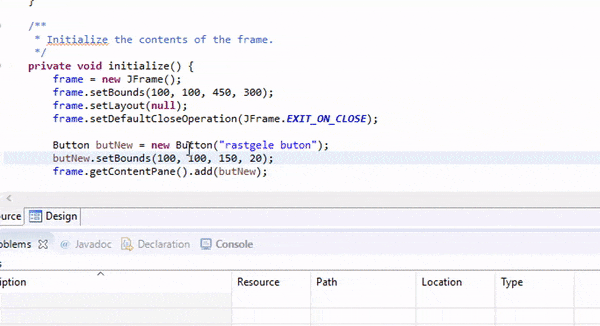 }
/**
* Initialize the contents of the frame.
*/
private void initialize() {
frame = new JFrame();
frame.setBounds(100, 100, 450, 300);
frame.setLayout(null);
frame.setDefaultCloseOperation(JFrame.EXIT_ON_CLOSE);
Button butNew = new Button("rastgele buton");
butNew.setBounds(100, 100, 150, 20);
frame.getContentPane().add(butNew);
ource Design
oblems @ Javadoc Declaration Console
s
iption Resource Path Location Type